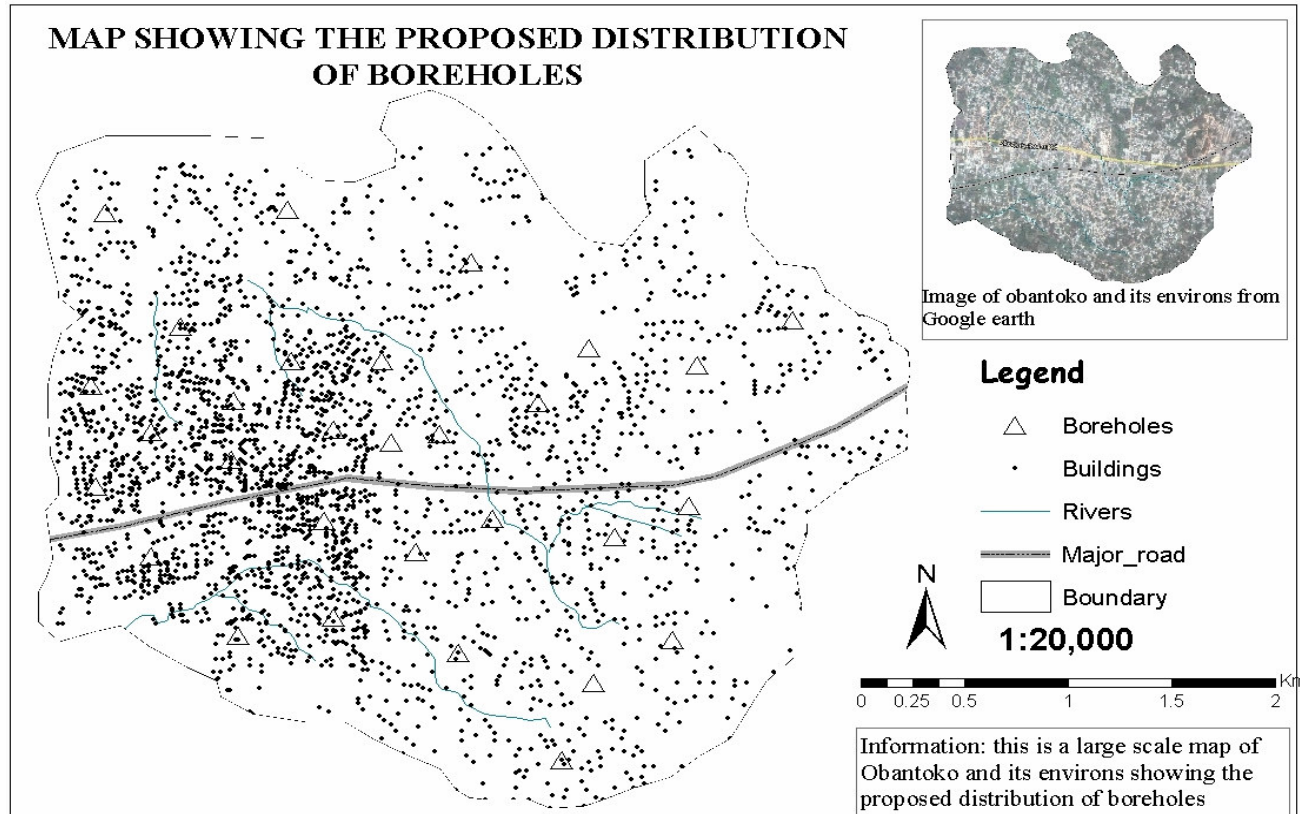 MAP SHOWING THE PROPOSED DISTRIBUTION
OF BOREHOLES
Image of obantoko and its environs from
Google earth
Legend
Boreholes
Buildings
Rivers
Major_road
Boundary
N
1:20,000
Km
0 0.25 0.5 1 1.5 2
Information: this is a large scale map of
Obantoko and its environs showing the
proposed distribution of boreholes